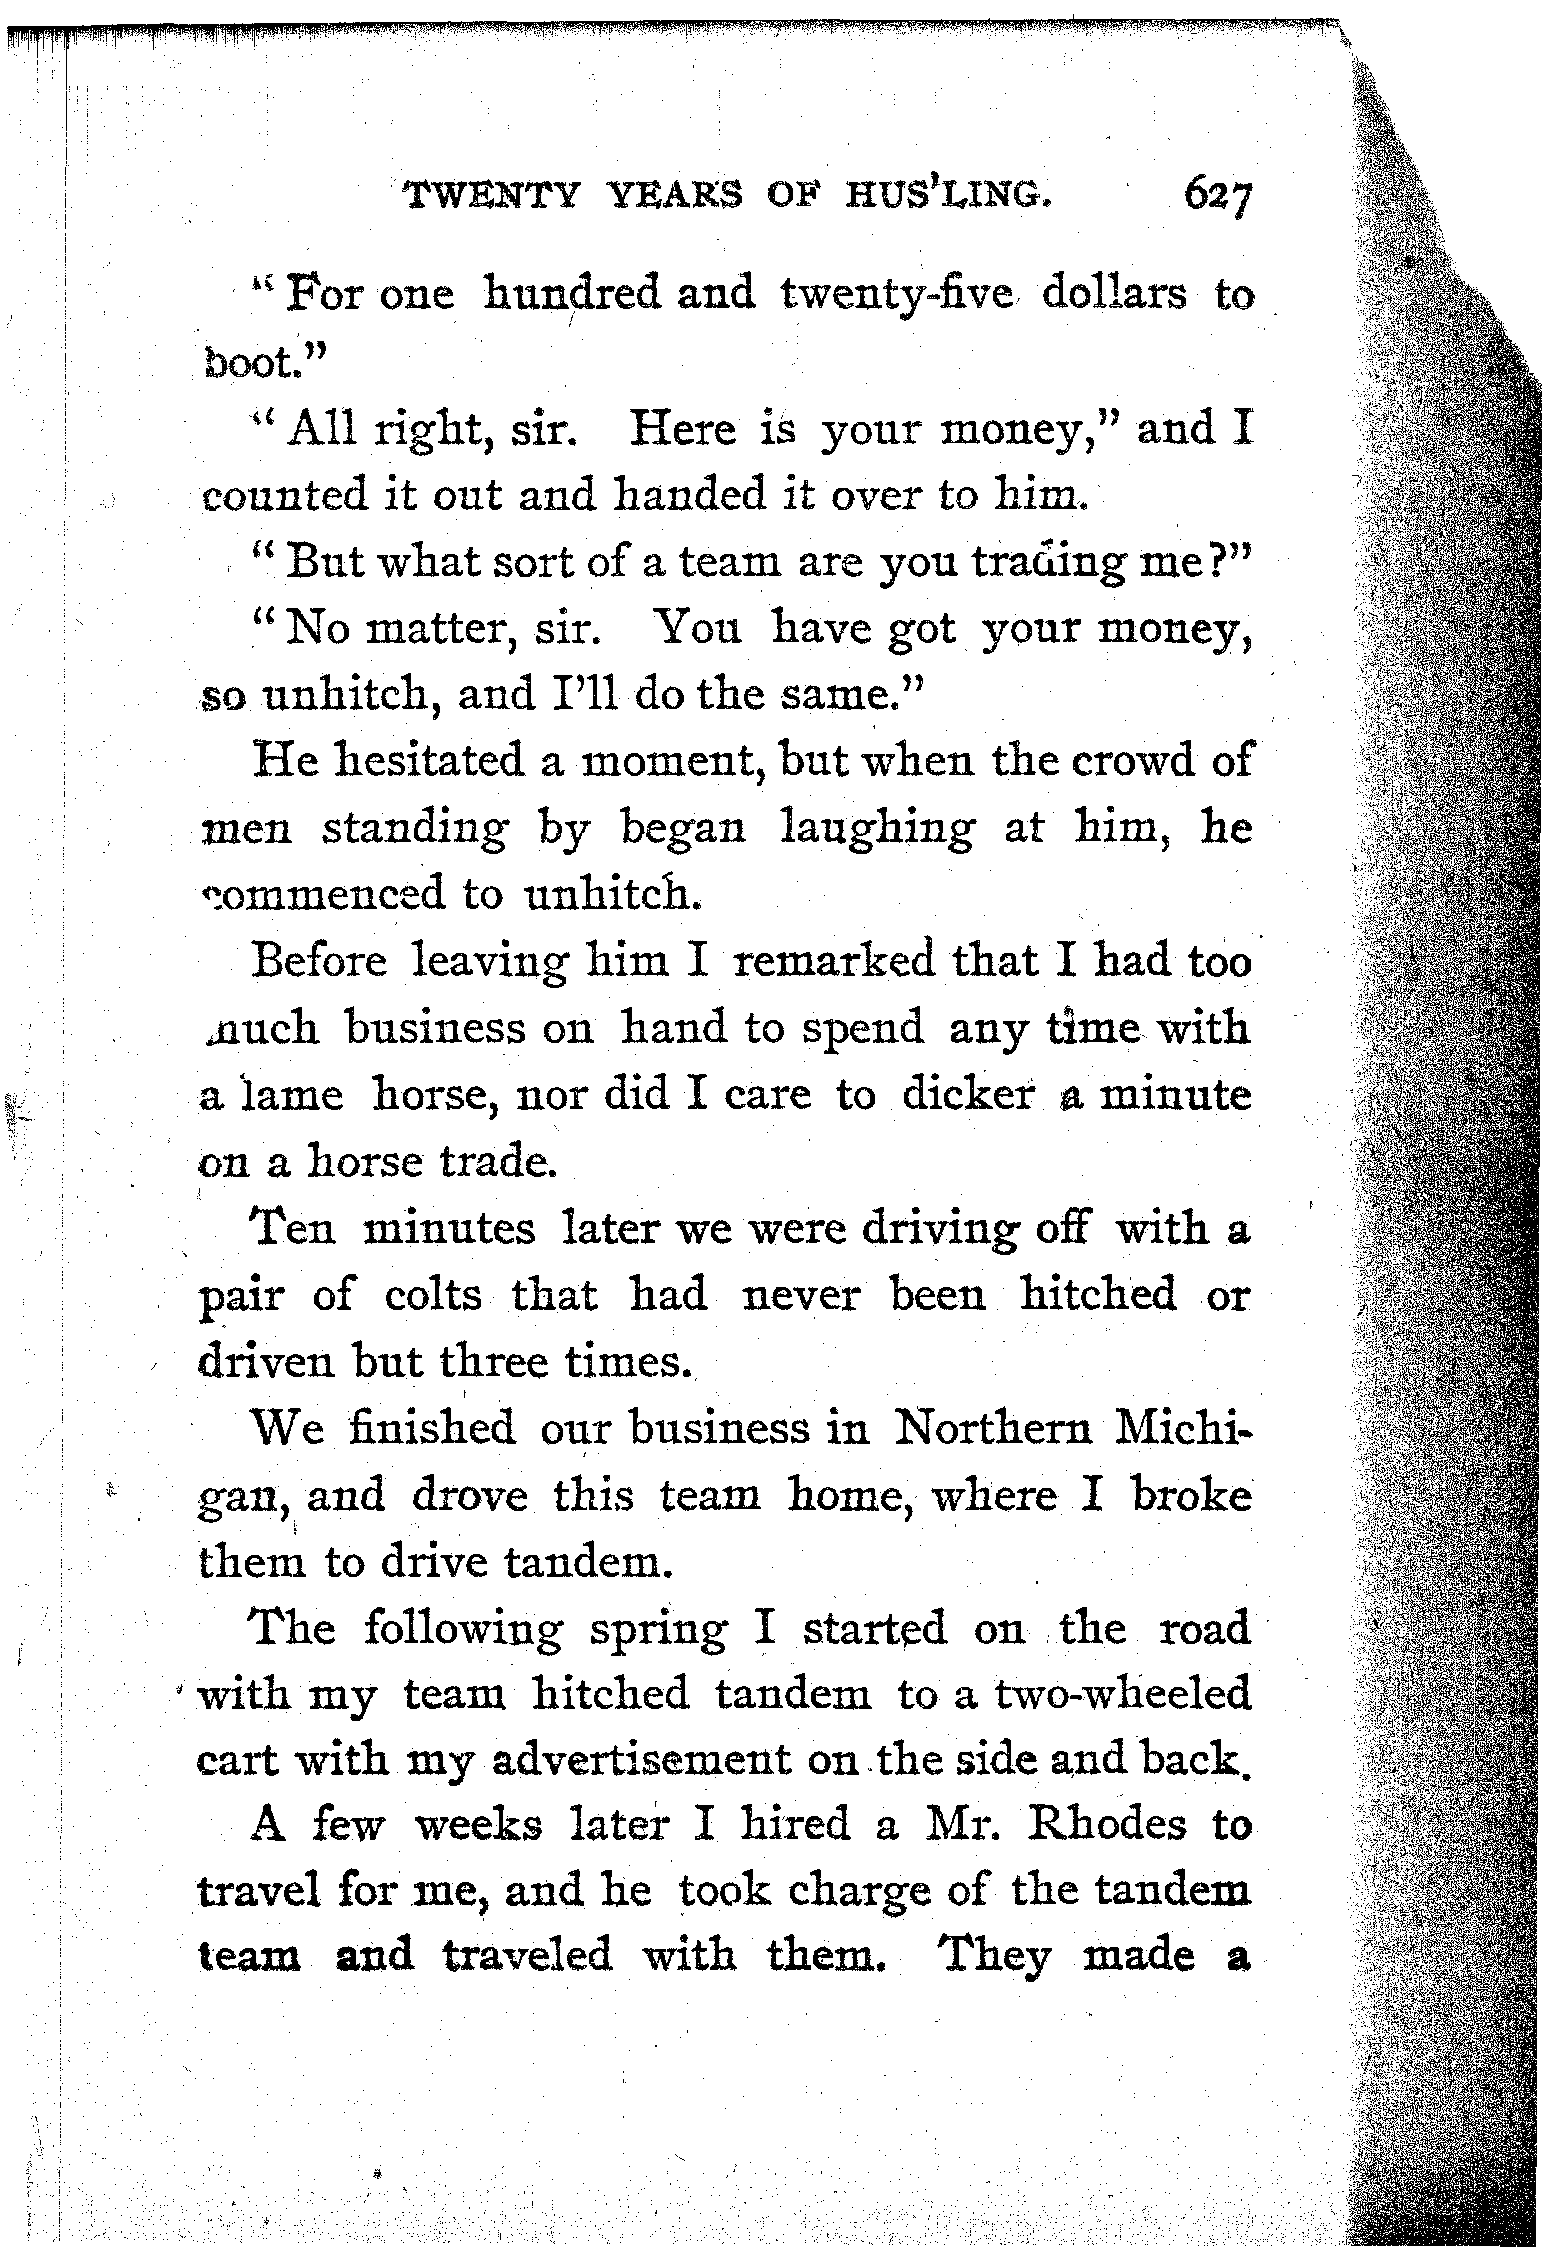 TWENTY YEARS OF HUS'LING. 627
"For one hundred and twenty-five dollars to
boot."
"All right, sir. Here is your money," and I
counted it out and handed it over to him.
"But what sort of a team are you trading me?"
"No matter, sir. You have got your money,
so unhitch, and I'll do the same."
He hesitated a moment, but when the crowd of
men standing by began laughing at him, he
commenced to unhitch.
Before leaving him I remarked that I had too
much business on hand to spend any time with
a lame horse, nor did I care to dicker a minute
on a horse trade.
Ten minutes later we were driving off with a
pair of colts that had never been hitched or
driven but three times.
We finished our business in Northern Michi-
gan, and drove this team home, where I broke
them to drive tandem.
The following spring I started on the road
with my team hitched tandem to a two-wheeled
cart with my advertisement on the side and back.
A few weeks later I hired a Mr. Rhodes to
travel for me, and he took charge of the tandem
team and traveled with them. They made a